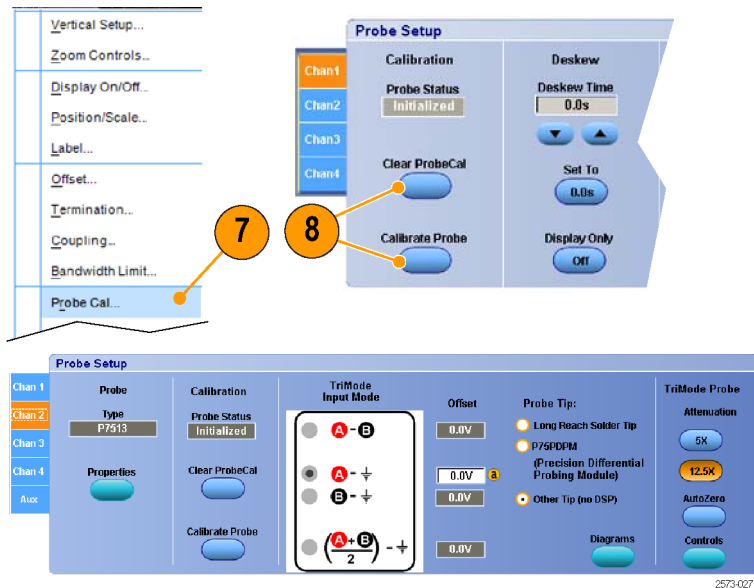 Vertical Setup...
Zoom Controls...
Display On/Off...
Position/Scale...
Label...
Offset...
Termination...
Coupling...
Bandwidth Limit...
Probe Cal...
7
8
Probe Setup
Chan1
Chan2
Chan3
Chan4
Calibration
Probe Status
Initialized
Clear ProbeCal
Calibrate Probe
Deskew
Deskew Time
0.0s
Set To
0.0s
Display Only
Off
Probe Setup
Chan 1
Chan 2
Chan 3
Chan 4
Aux
Probe
Type
P7513
Properties
Calibration
Probe Status
Initialized
Clear ProbeCal
Calibrate Probe
TriMode
Input Mode
A - B
A -
B -
(A+B)
2
-
Offset
0.0V
0.0V a
0.0V
0.0V
Probe Tip:
Long Reach Solder Tip
P75PDPM
(Precision Differential
Probing Module)
Other Tip (no DSP)
Diagrams
TriMode Probe
Attenuation
5X
12.5X
AutoZero
Controls
2573-027